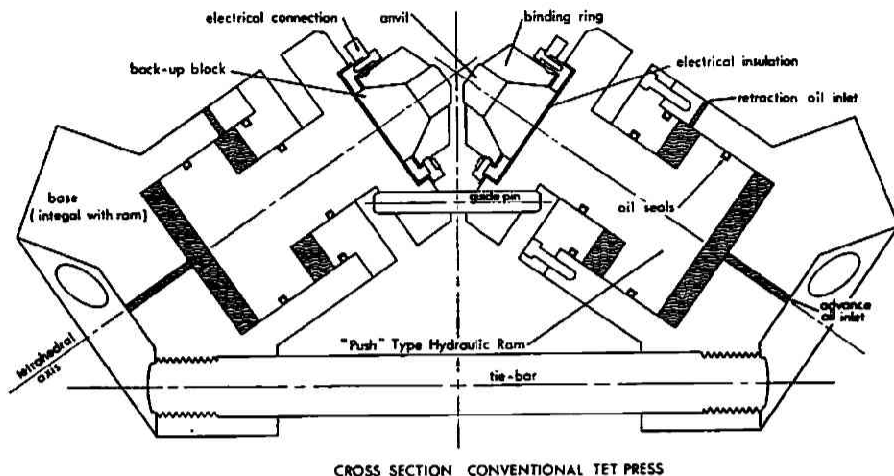 electrical connection
anvil
binding ring
back-up block
electrical insulation
retraction oil inlet
base
(integal with ram)
guide pin
oil seals
advance
oil inlet
tetrahedral
axis
"Push" Type Hydraulic Ram
tie-bar
CROSS SECTION CONVENTIONAL TET PRESS